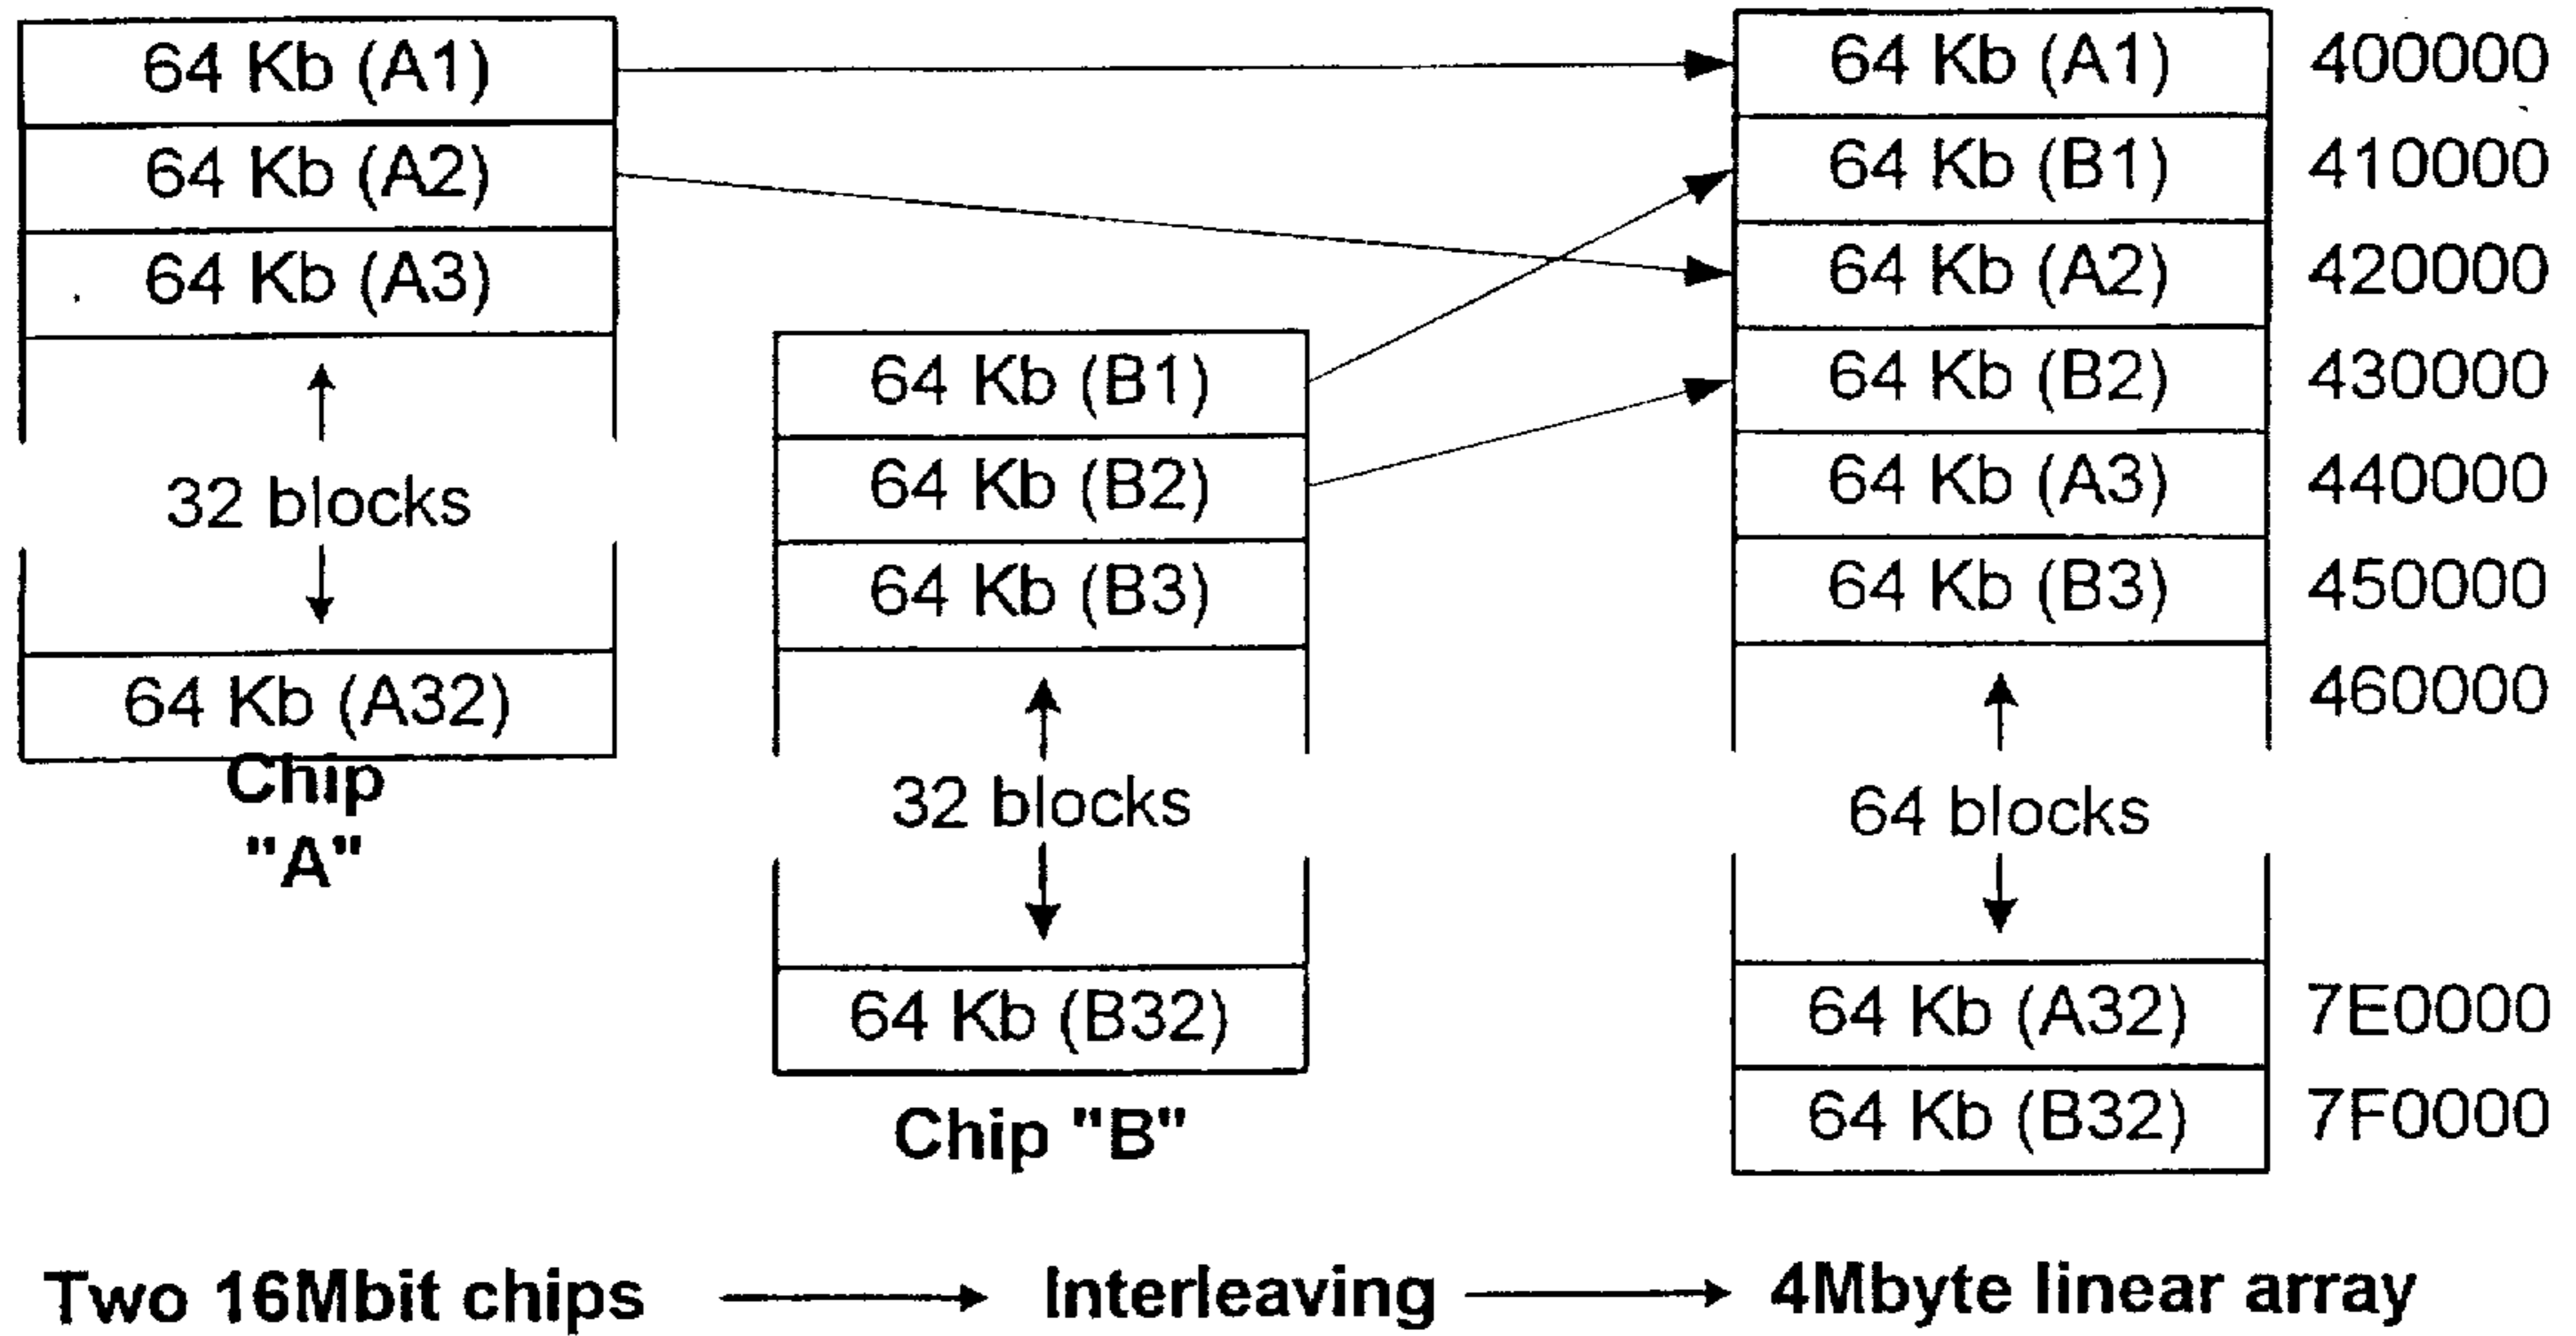 64 Kb (A1)
64 Kb (A2)
64 Kb (A3)
32 blocks
64 Kb (A32)
Chip
"A"
64 Kb (B1)
64 Kb (B2)
64 Kb (B3)
32 blocks
64 Kb (B32)
Chip "B"
64 Kb (A1) 400000
64 Kb (B1) 410000
64 Kb (A2) 420000
64 Kb (B2) 430000
64 Kb (A3) 440000
64 Kb (B3) 450000
460000
64 blocks
64 Kb (A32) 7E0000
64 Kb (B32) 7F0000
Two 16Mbit chips Interleaving 4Mbyte linear array